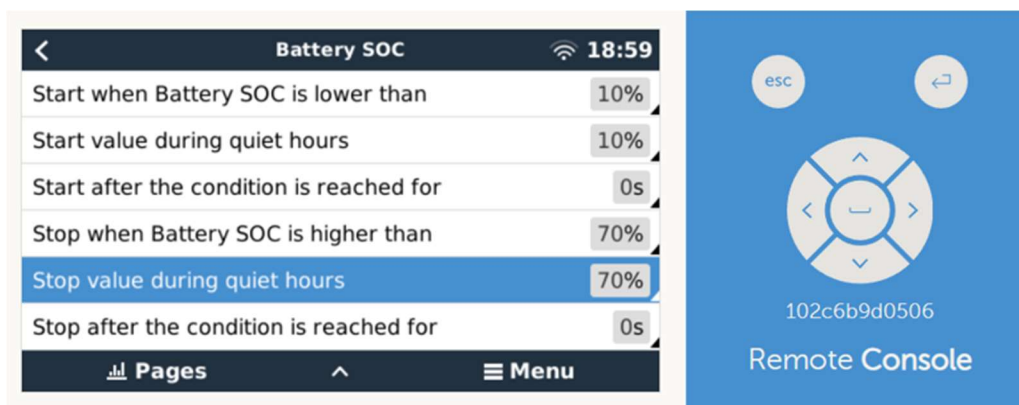 Battery SOC 18:59
Start when Battery SOC is lower than 10%
Start value during quiet hours 10%
Start after the condition is reached for 0s
Stop when Battery SOC is higher than 70%
Stop value during quiet hours 70%
Stop after the condition is reached for 0s
Pages Menu
esc
102c6b9d0506
Remote Console